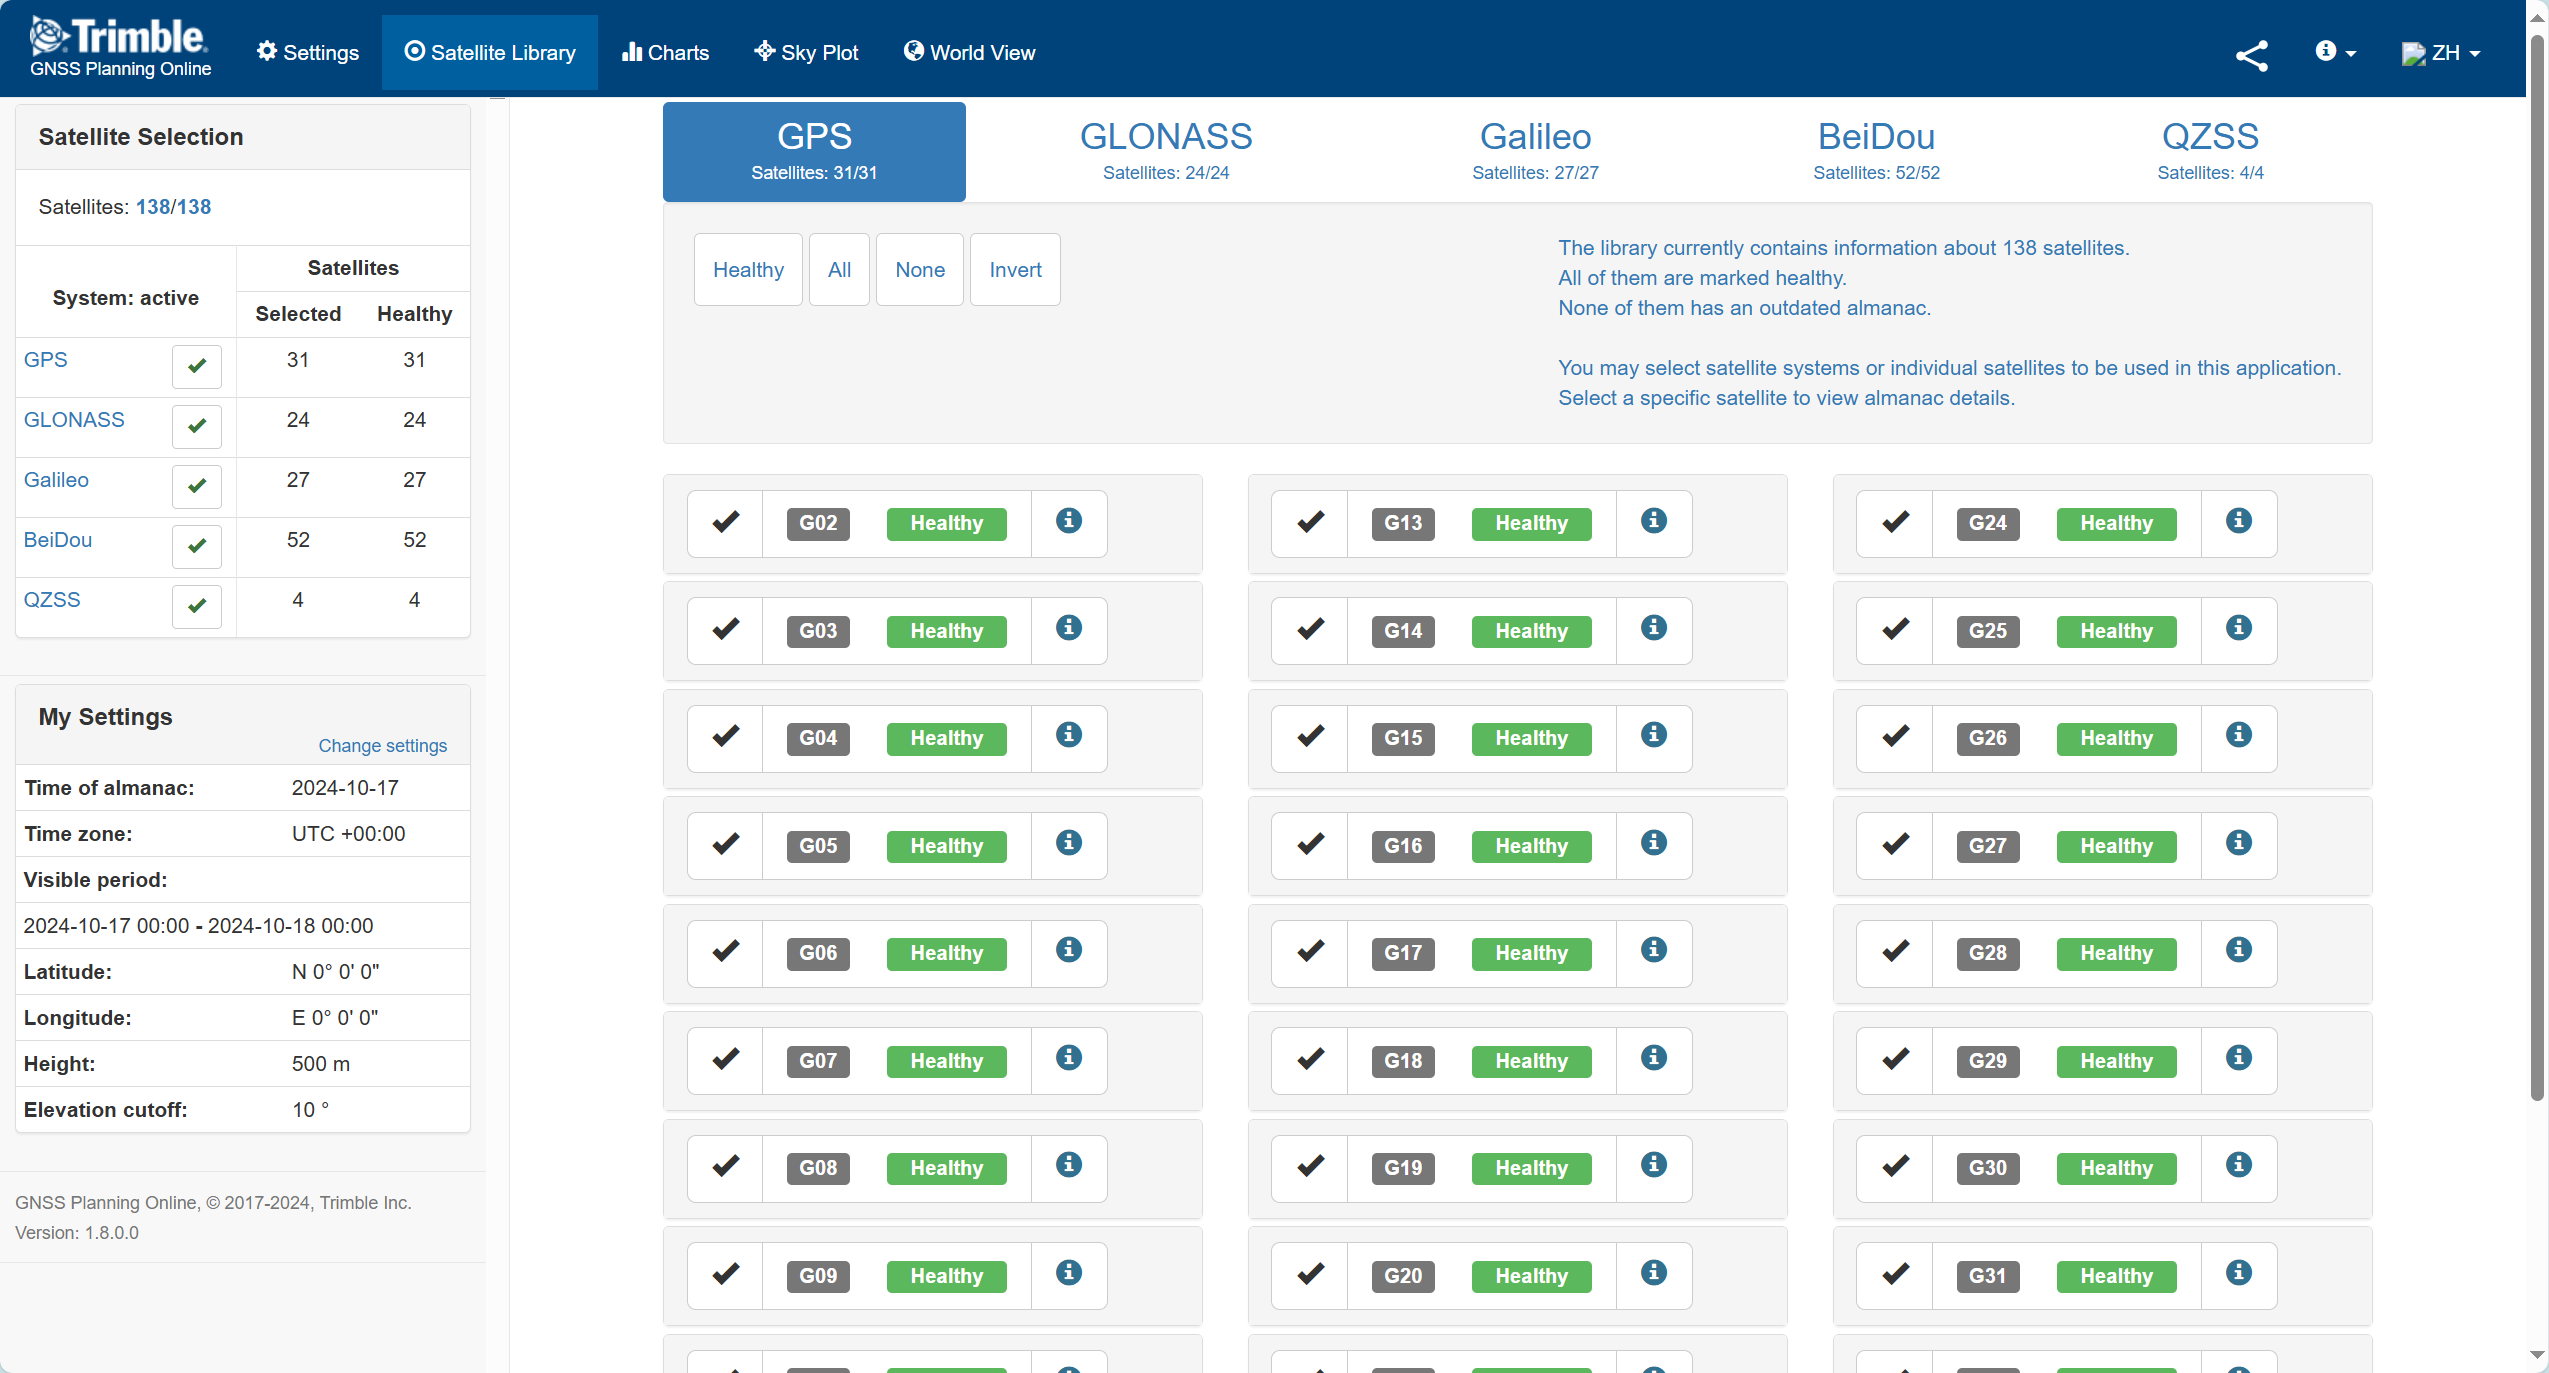 Trimble.
GNSS Planning Online
Settings
Satellite Library
Charts
Sky Plot
World View
ZH
Satellite Selection
Satellites: 138/138
System: active
Satellites
Selected Healthy
GPS 31 31
GLONASS 24 24
Galileo 27 27
BeiDou 52 52
QZSS 4 4
My Settings
Change settings
Time of almanac: 2024-10-17
Time zone: UTC +00:00
Visible period:
2024-10-17 00:00 - 2024-10-18 00:00
Latitude: N 0° 0' 0"
Longitude: E 0° 0' 0"
Height: 500 m
Elevation cutoff: 10 °
GNSS Planning Online, © 2017-2024, Trimble Inc.
Version: 1.8.0.0
GPS
Satellites: 31/31
GLONASS
Satellites: 24/24
Galileo
Satellites: 27/27
BeiDou
Satellites: 52/52
QZSS
Satellites: 4/4
Healthy All None Invert
The library currently contains information about 138 satellites.
All of them are marked healthy.
None of them has an outdated almanac.
You may select satellite systems or individual satellites to be used in this application.
Select a specific satellite to view almanac details.
G02 Healthy G13 Healthy G24 Healthy
G03 Healthy G14 Healthy G25 Healthy
G04 Healthy G15 Healthy G26 Healthy
G05 Healthy G16 Healthy G27 Healthy
G06 Healthy G17 Healthy G28 Healthy
G07 Healthy G18 Healthy G29 Healthy
G08 Healthy G19 Healthy G30 Healthy
G09 Healthy G20 Healthy G31 Healthy